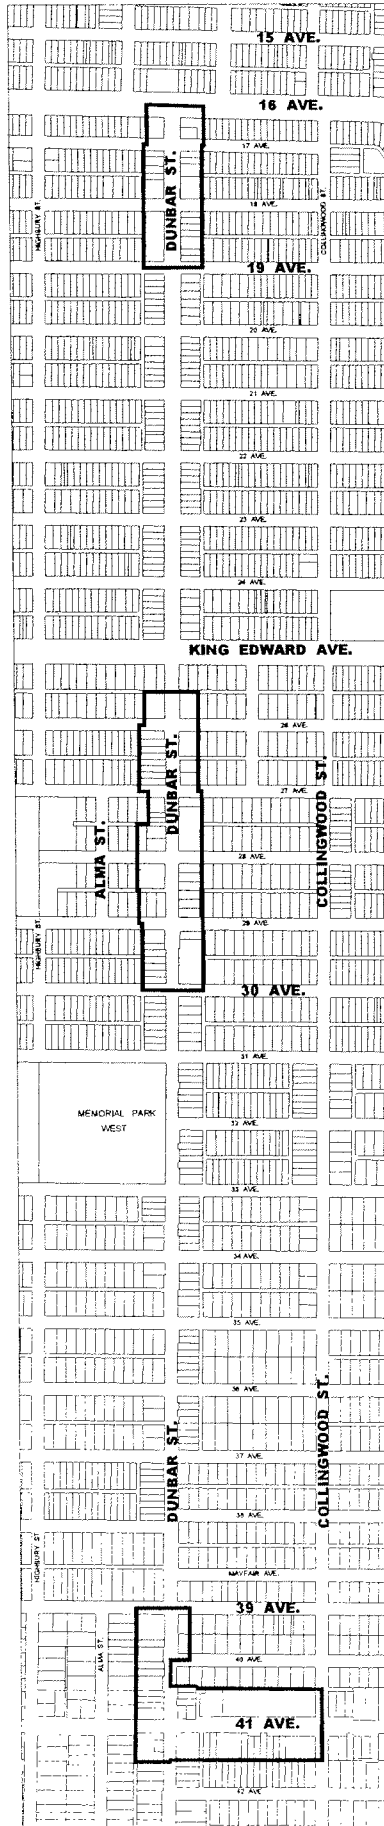 15 AVE.
16 AVE.
17 AVE.
DUNBAR ST.
18 AVE.
HIGHBURY ST.
COLLINGWOOD ST.
19 AVE.
20 AVE.
21 AVE.
22 AVE.
23 AVE.
24 AVE.
KING EDWARD AVE.
26 AVE.
DUNBAR ST.
27 AVE.
COLLINGWOOD ST.
ALMA ST.
28 AVE.
29 AVE.
HIGHBURY ST.
30 AVE.
31 AVE.
MEMORIAL PARK
WEST
32 AVE.
33 AVE.
34 AVE.
35 AVE.
36 AVE.
COLLINGWOOD ST.
DUNBAR ST.
37 AVE.
38 AVE.
HIGHBURY ST
MAYFAIR AVE.
39 AVE.
ALMA ST.
40 AVE.
41 AVE.
42 AVE